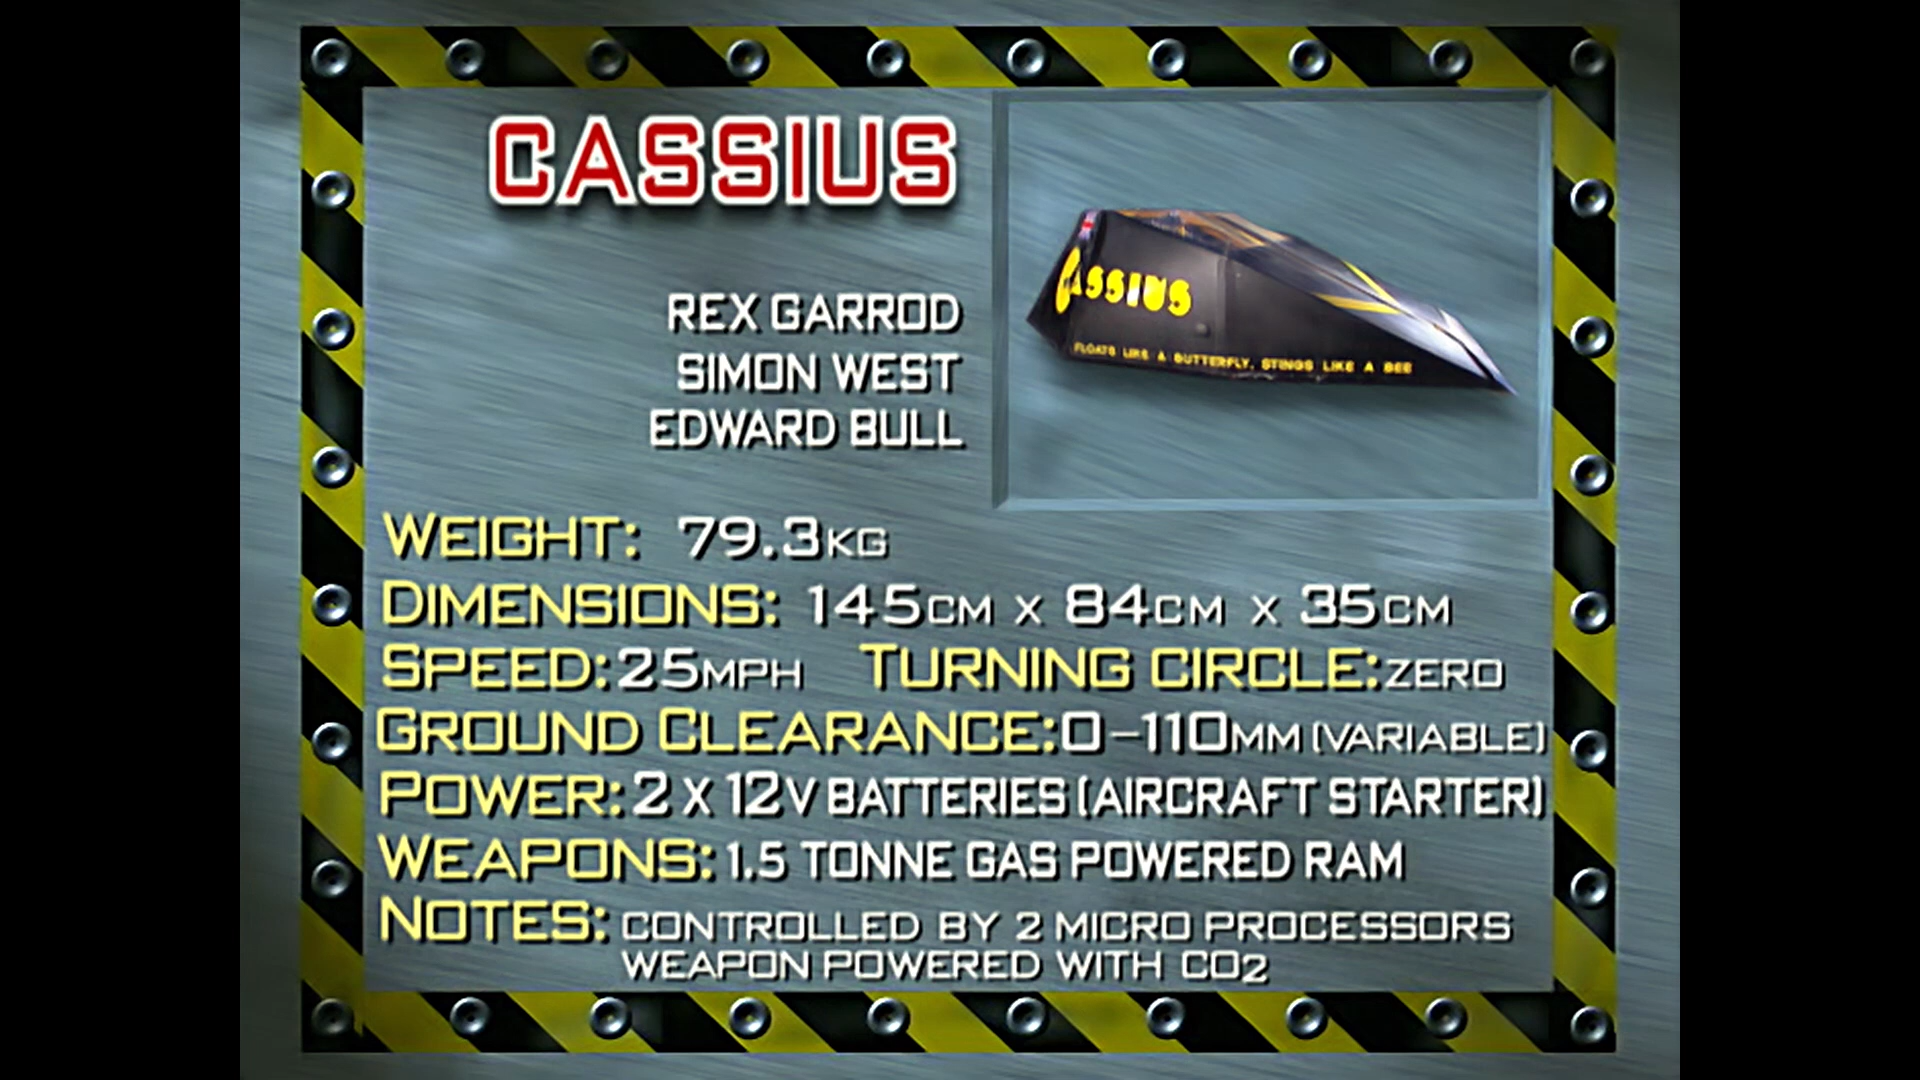 CASSIUS
REX GARROD
SIMON WEST
EDWARD BULL
CASSIUS
FLOATS LIKE A BUTTERFLY, STINGS LIKE A BEE
WEIGHT: 79.3KG
DIMENSIONS: 145CM X 84CM X 35CM
SPEED: 25MPH TURNING CIRCLE: ZERO
GROUND CLEARANCE: 0-110MM (VARIABLE)
POWER: 2 X 12V BATTERIES (AIRCRAFT STARTER)
WEAPONS: 1.5 TONNE GAS POWERED RAM
NOTES: CONTROLLED BY 2 MICRO PROCESSORS
WEAPON POWERED WITH CO2